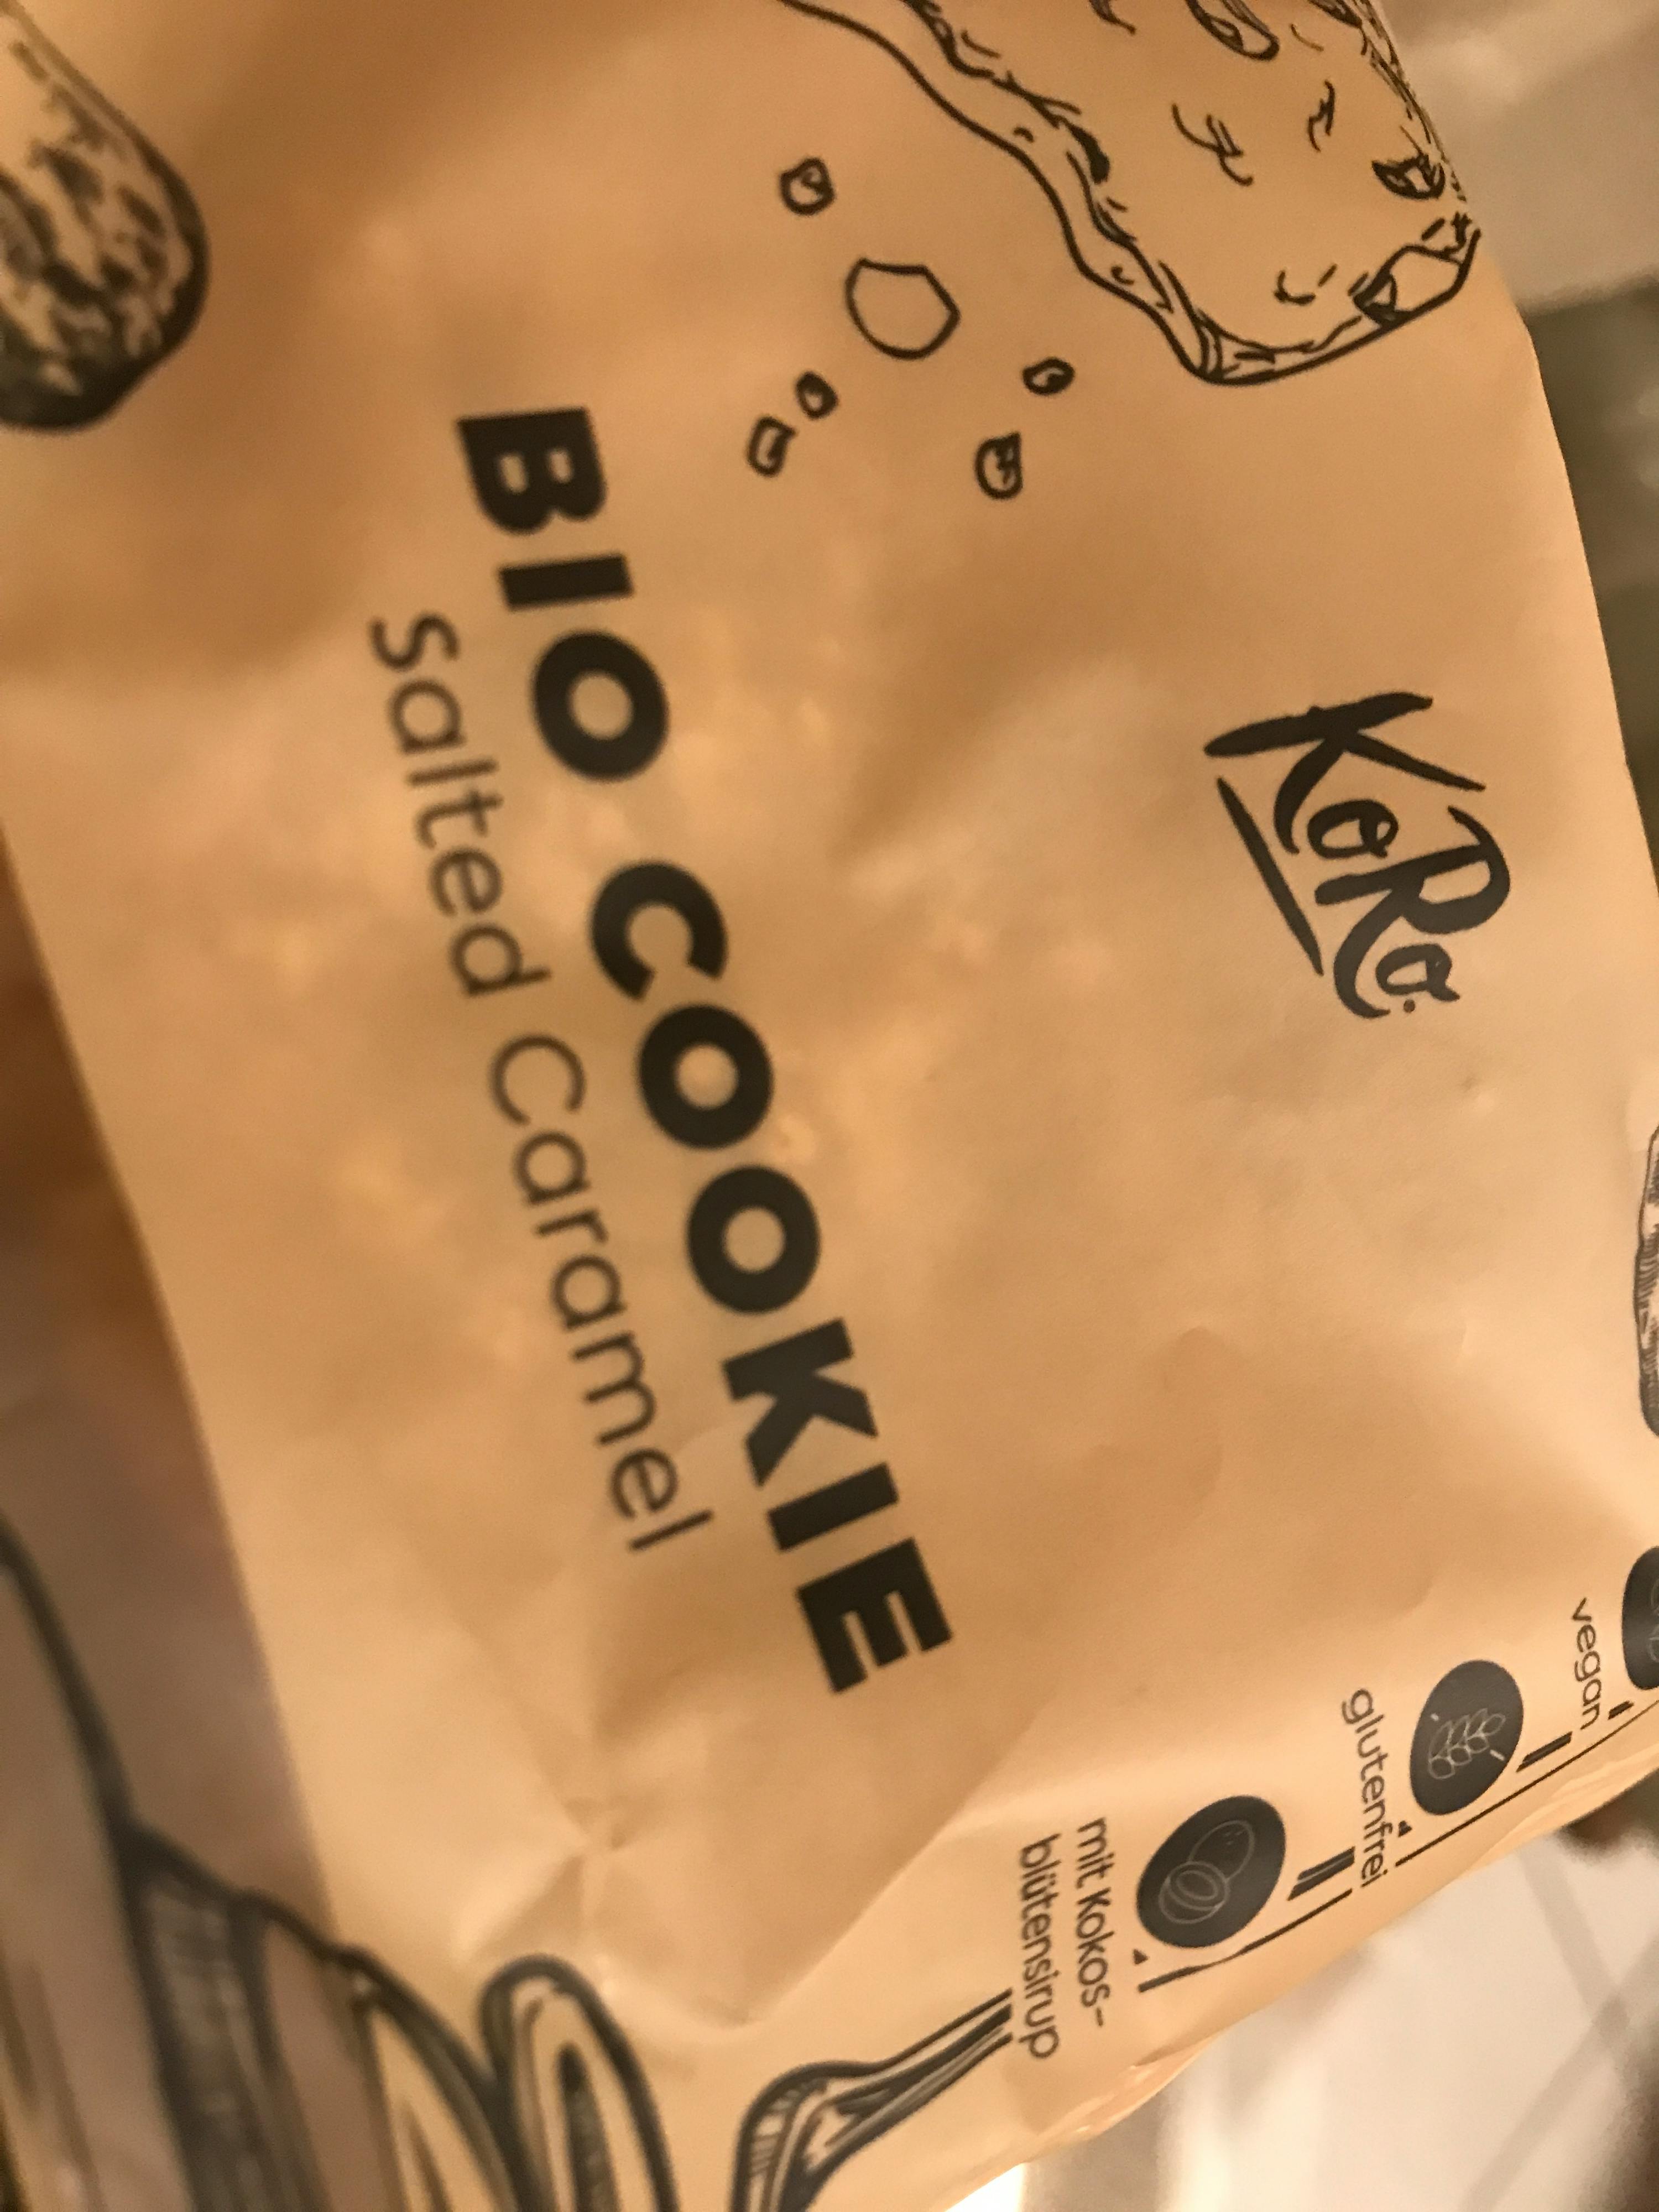 KoRo
BIO COOKIE
Salted Caramel
vegan
glutenfrei
mit Kokos-
blütensirup